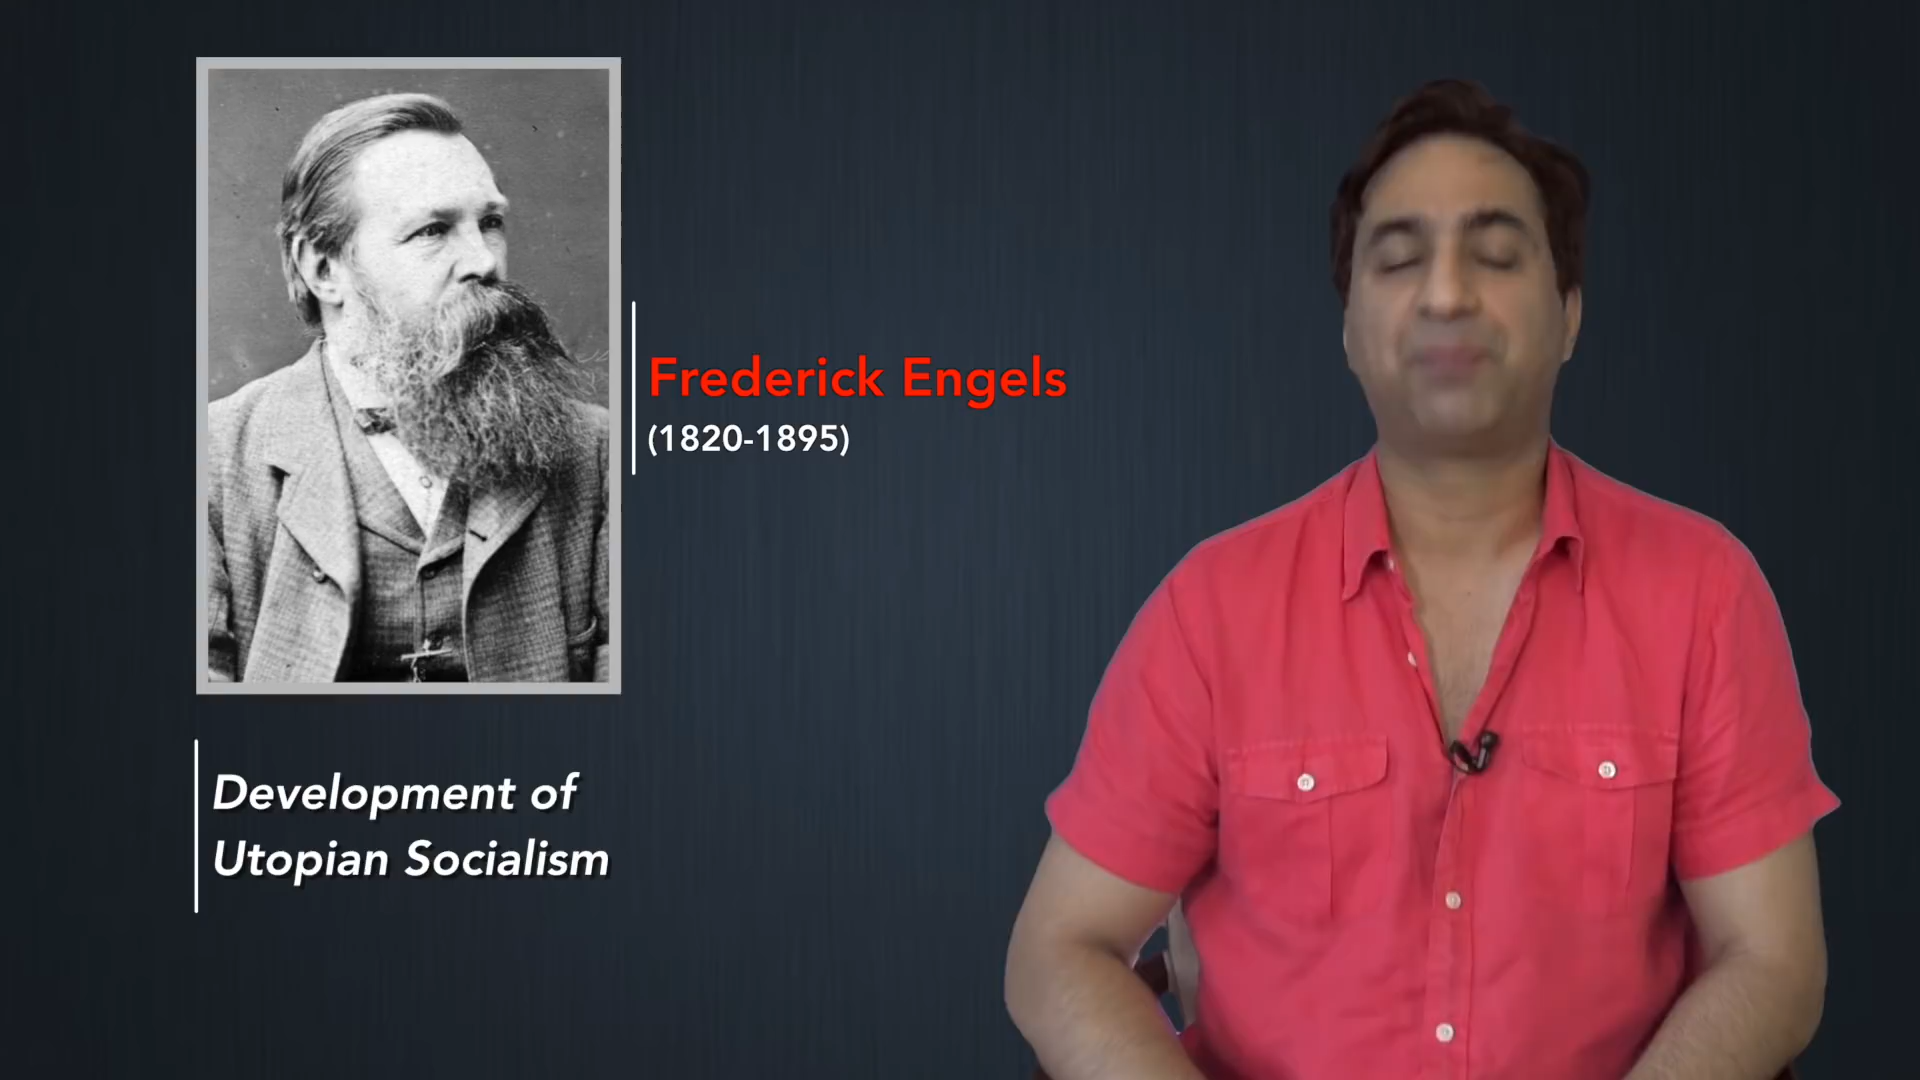 Frederick Engels
(1820-1895)
Development of
Utopian Socialism